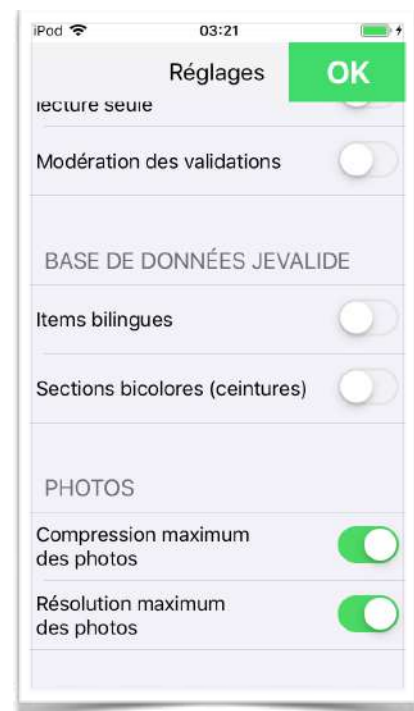 iPod 03:21
Réglages OK
lecture seule
Modération des validations
BASE DE DONNÉES JEVALIDE
Items bilingues
Sections bicolores (ceintures)
PHOTOS
Compression maximum
des photos
Résolution maximum
des photos